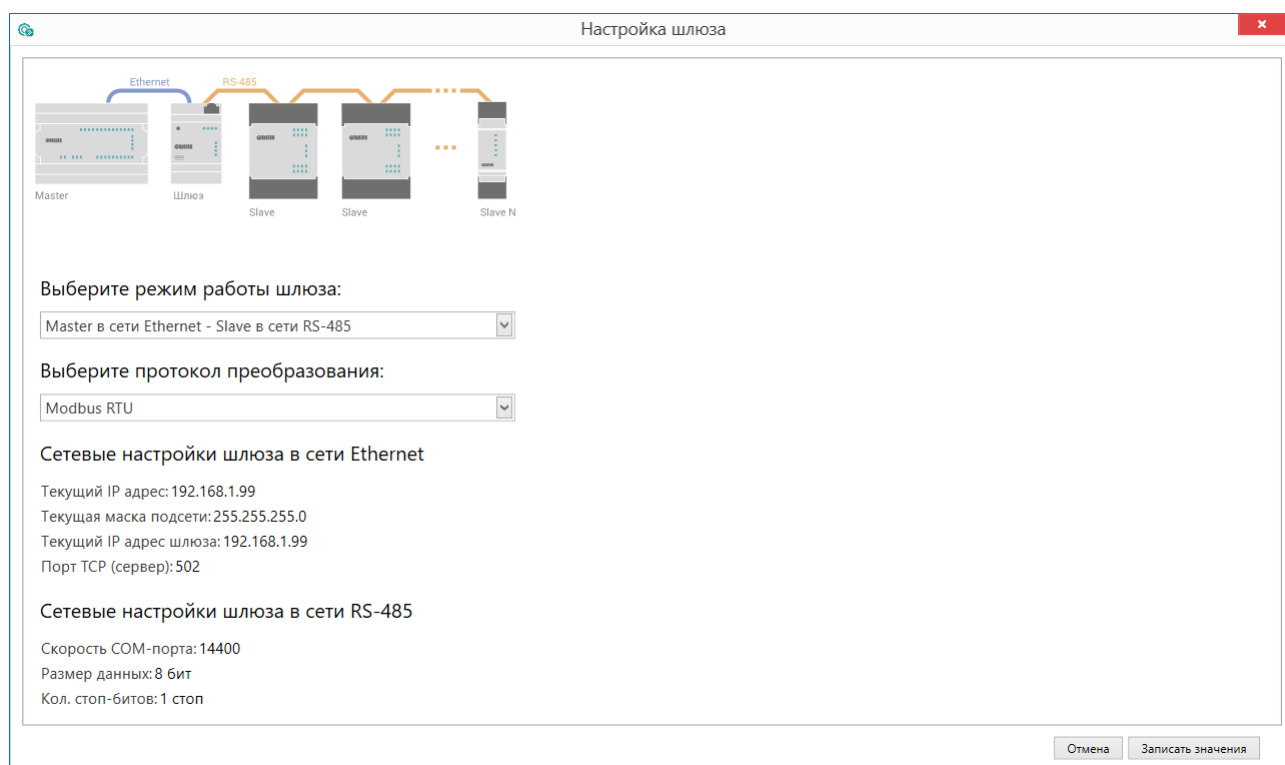 Настройка шлюза
Ethernet
RS-485
Master
Шлюз
Slave
Slave
Slave N
Выберите режим работы шлюза:
Master в сети Ethernet - Slave в сети RS-485
Выберите протокол преобразования:
Modbus RTU
Сетевые настройки шлюза в сети Ethernet
Текущий IP адрес: 192.168.1.99
Текущая маска подсети: 255.255.255.0
Текущий IP адрес шлюза: 192.168.1.99
Порт TCP (сервер): 502
Сетевые настройки шлюза в сети RS-485
Скорость COM-порта: 14400
Размер данных: 8 бит
Кол. стоп-битов: 1 стоп
Отмена
Записать значения